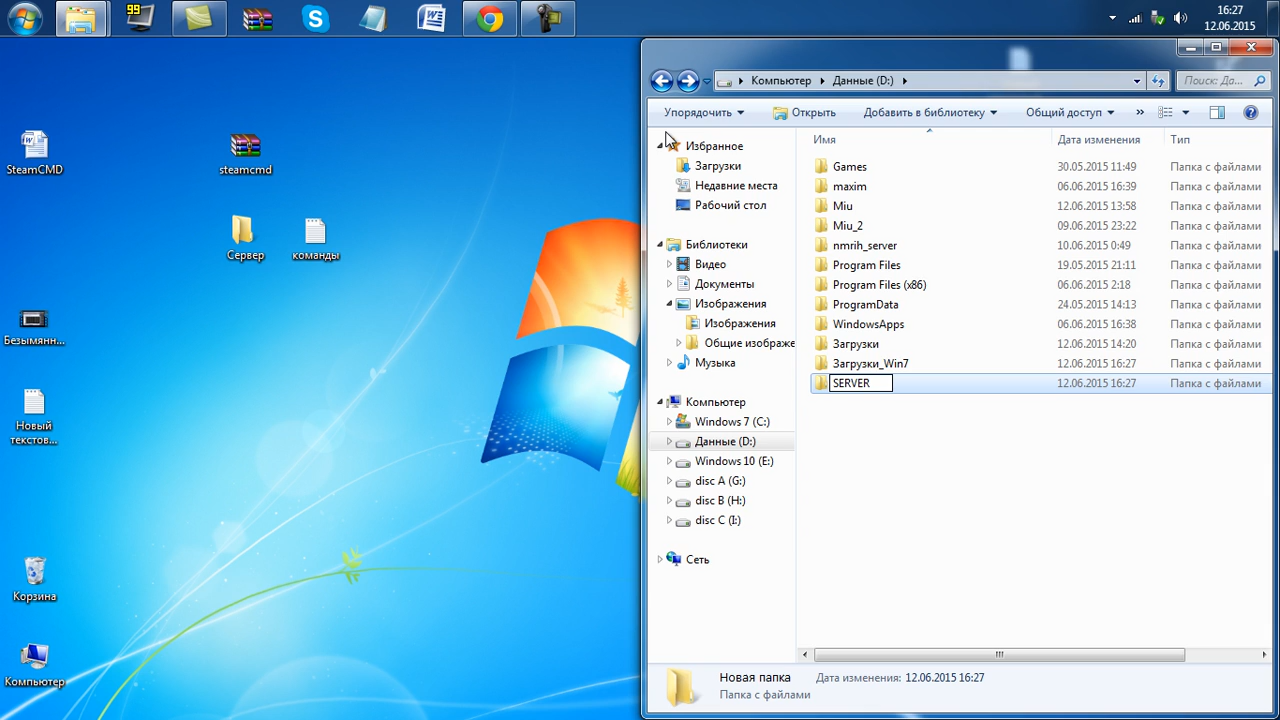 99
16:27
12.06.2015
SteamCMD
steamcmd
Сервер
команды
Безымянн...
Новый
текстов...
Корзина
Компьютер
Компьютер
Данные (D:)
Поиск: Да...
Упорядочить
Открыть
Добавить в библиотеку
Общий доступ
»
Избранное
Загрузки
Недавние места
Рабочий стол
Библиотеки
Видео
Документы
Изображения
Изображения
Общие изображе
Музыка
Компьютер
Windows 7 (C:)
Данные (D:)
Windows 10 (E:)
disc A (G:)
disc B (H:)
disc C (I:)
Сеть
Имя Дата изменения Тип
Games 30.05.2015 11:49 Папка с файлами
maxim 06.06.2015 16:39 Папка с файлами
Miu 12.06.2015 13:58 Папка с файлами
Miu_2 09.06.2015 23:22 Папка с файлами
nmrih_server 10.06.2015 0:49 Папка с файлами
Program Files 19.05.2015 21:11 Папка с файлами
Program Files (x86) 06.06.2015 2:18 Папка с файлами
ProgramData 24.05.2015 14:13 Папка с файлами
WindowsApps 06.06.2015 16:38 Папка с файлами
Загрузки 12.06.2015 14:20 Папка с файлами
Загрузки_Win7 12.06.2015 16:27 Папка с файлами
SERVER 12.06.2015 16:27 Папка с файлами
Новая папка Дата изменения: 12.06.2015 16:27
Папка с файлами